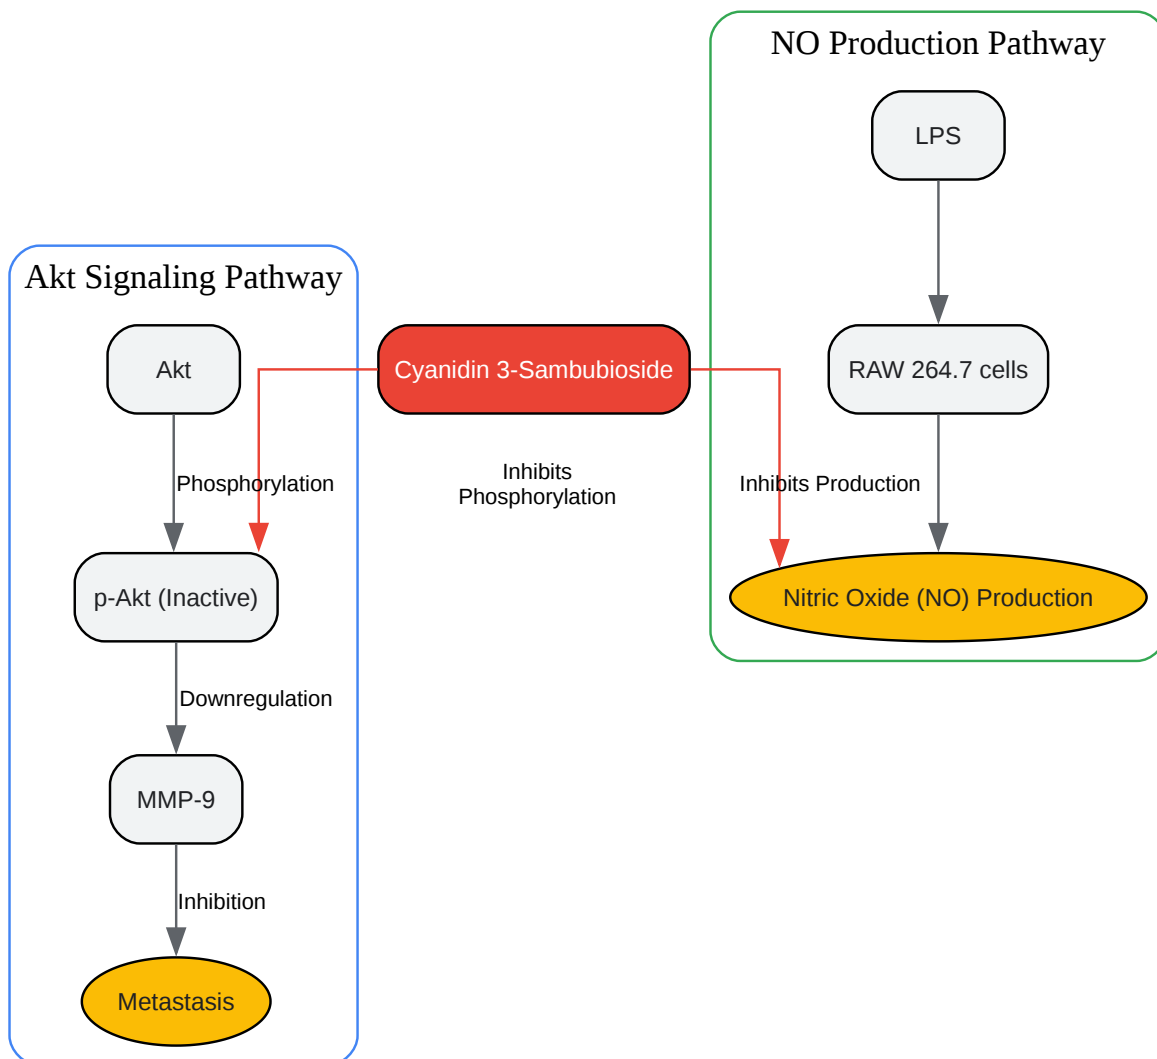 NO Production Pathway
LPS
Akt Signaling Pathway
Akt
Cyanidin 3-Sambubioside
RAW 264.7 cells
Phosphorylation
Inhibits
Phosphorylation
Inhibits Production
p-Akt (Inactive)
Nitric Oxide (NO) Production
Downregulation
MMP-9
Inhibition
Metastasis